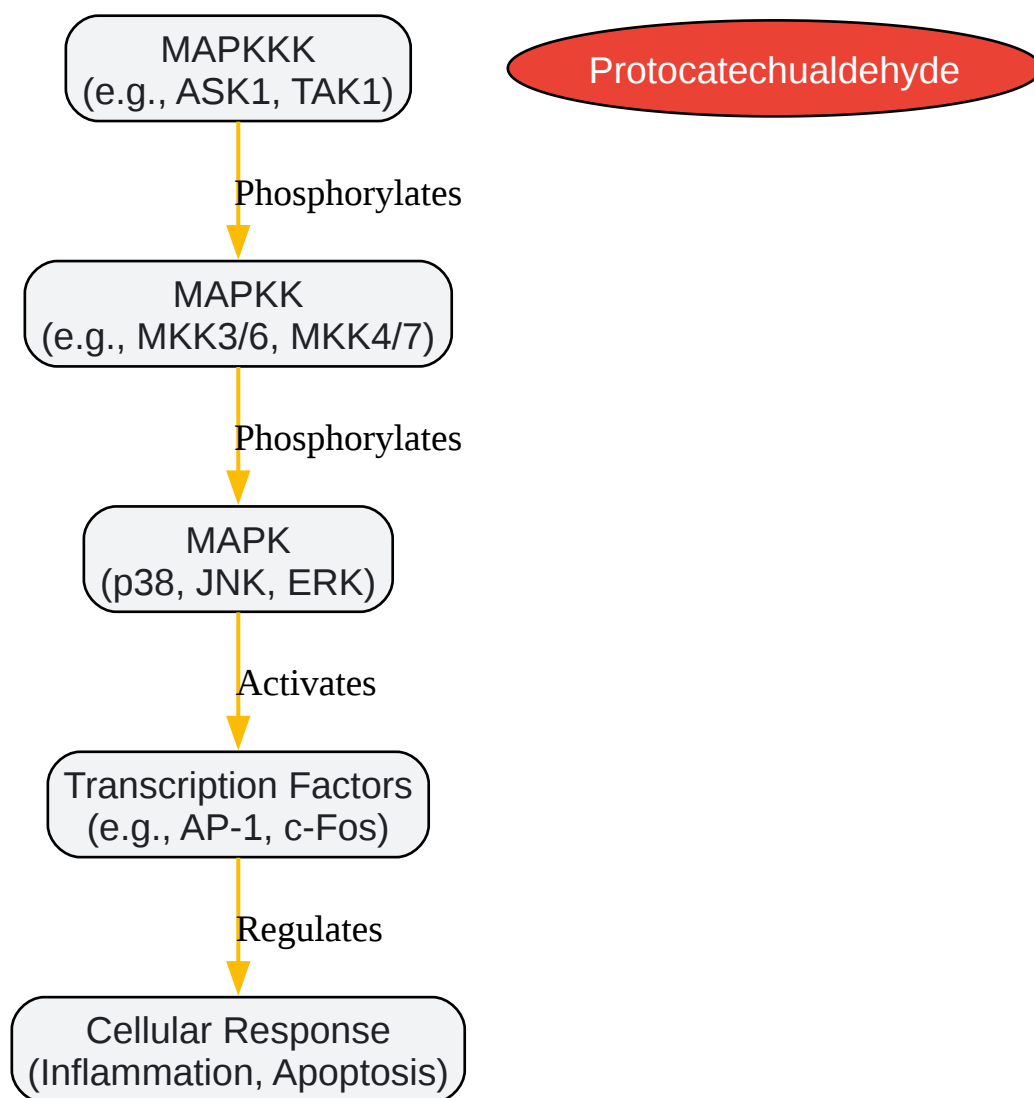 MAPKKK
(e.g., ASK1, TAK1)
Protocatechualdehyde
Phosphorylates
MAPKK
(e.g., MKK3/6, MKK4/7)
Phosphorylates
MAPK
(p38, JNK, ERK)
Activates
Transcription Factors
(e.g., AP-1, c-Fos)
Regulates
Cellular Response
(Inflammation, Apoptosis)